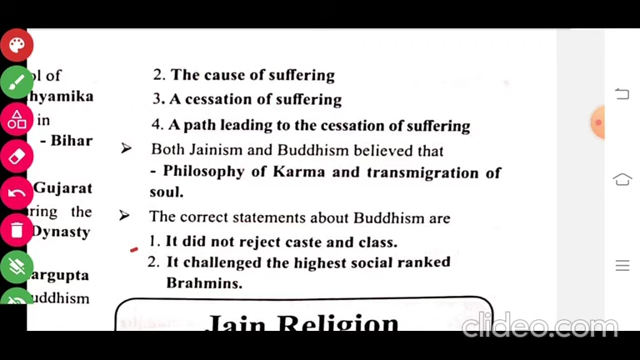 ol of
hyamika
in
- Bihar
Gujarat
ring the
Dynasty
argupta
uddhism
2. The cause of suffering
3. A cessation of suffering
4. A path leading to the cessation of suffering
➢ Both Jainism and Buddhism believed that
- Philosophy of Karma and transmigration of
soul.
➢ The correct statements about Buddhism are
1. It did not reject caste and class.
2. It challenged the highest social ranked
Brahmins.
Jain Religion
clideo.com